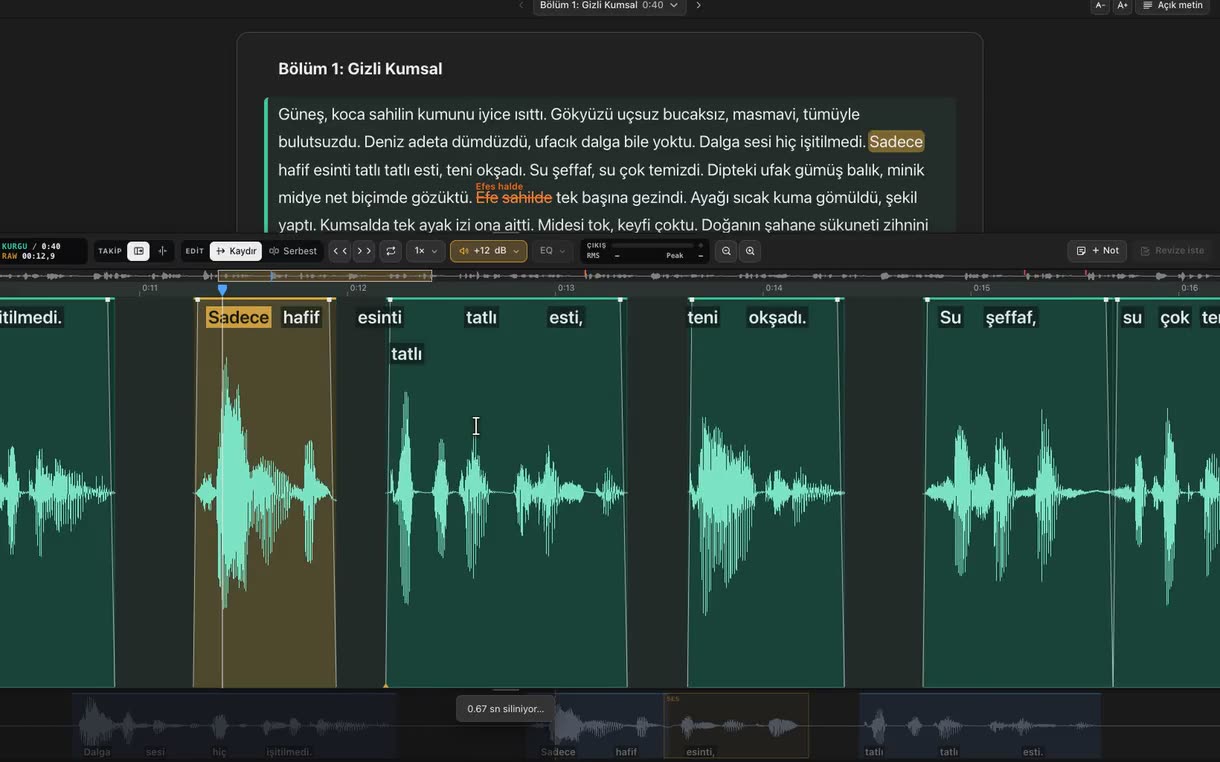 Bölüm 1: Gizli Kumsal 0:40
A- A+ Açık metin
Bölüm 1: Gizli Kumsal
Güneş, koca sahilin kumunu iyice ısıttı. Gökyüzü uçsuz bucaksız, masmavi, tümüyle
bulutsuzdu. Deniz adeta dümdüzdü, ufacık dalga bile yoktu. Dalga sesi hiç işitilmedi. Sadece
hafif esinti tatlı tatlı esti, teni okşadı. Su şeffaf, su çok temizdi. Dipteki ufak gümüş balık, minik
Efes halde
midye net biçimde gözüktü. Efe sahilde tek başına gezindi. Ayağı sıcak kuma gömüldü, şekil
yaptı. Kumsalda tek ayak izi ona aitti. Midesi tok, keyfi çoktu. Doğanın şahane sükuneti zihnini
KURGU / 0:40
RAW 00:12,9
TAKİP
EDİT Kaydır Serbest
1× +12 dB EQ
ÇIKIŞ
RMS – Peak –
+ Not Revize iste
0:11 0:12 0:13 0:14 0:15 0:16
itilmedi. Sadece hafif esinti tatlı esti, teni okşadı. Su şeffaf, su çok
tatlı
0.67 sn siliniyor...
SES
Dalga sesi hiç işitilmedi. Sadece hafif esinti, tatlı tatlı esti.